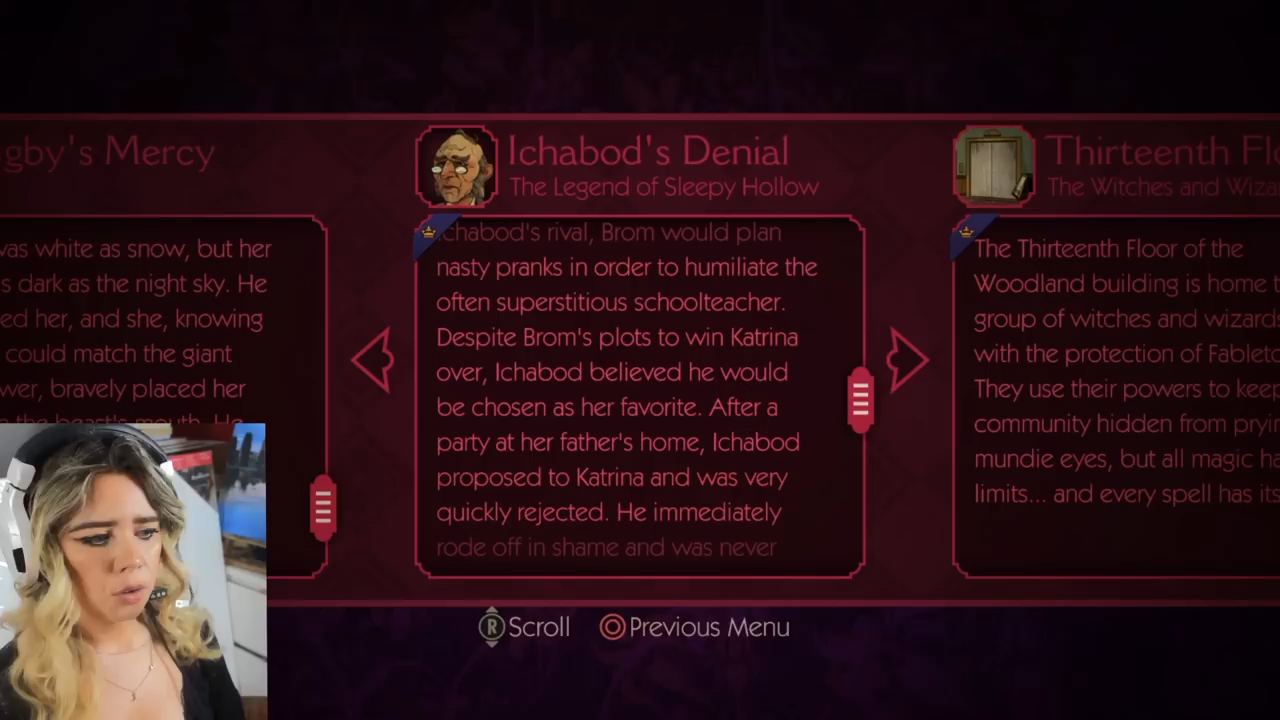 gby's Mercy
was white as snow, but her
s dark as the night sky. He
ed her, and she, knowing
could match the giant
wer, bravely placed her
the beast's mouth. He
Ichabod's Denial
The Legend of Sleepy Hollow
Ichabod's rival, Brom would plan
nasty pranks in order to humiliate the
often superstitious schoolteacher.
Despite Brom's plots to win Katrina
over, Ichabod believed he would
be chosen as her favorite. After a
party at her father's home, Ichabod
proposed to Katrina and was very
quickly rejected. He immediately
rode off in shame and was never
Thirteenth Fl
The Witches and Wiza
The Thirteenth Floor of the
Woodland building is home t
group of witches and wizards
with the protection of Fableto
They use their powers to keep
community hidden from pryin
mundie eyes, but all magic ha
limits... and every spell has its
R Scroll
Previous Menu